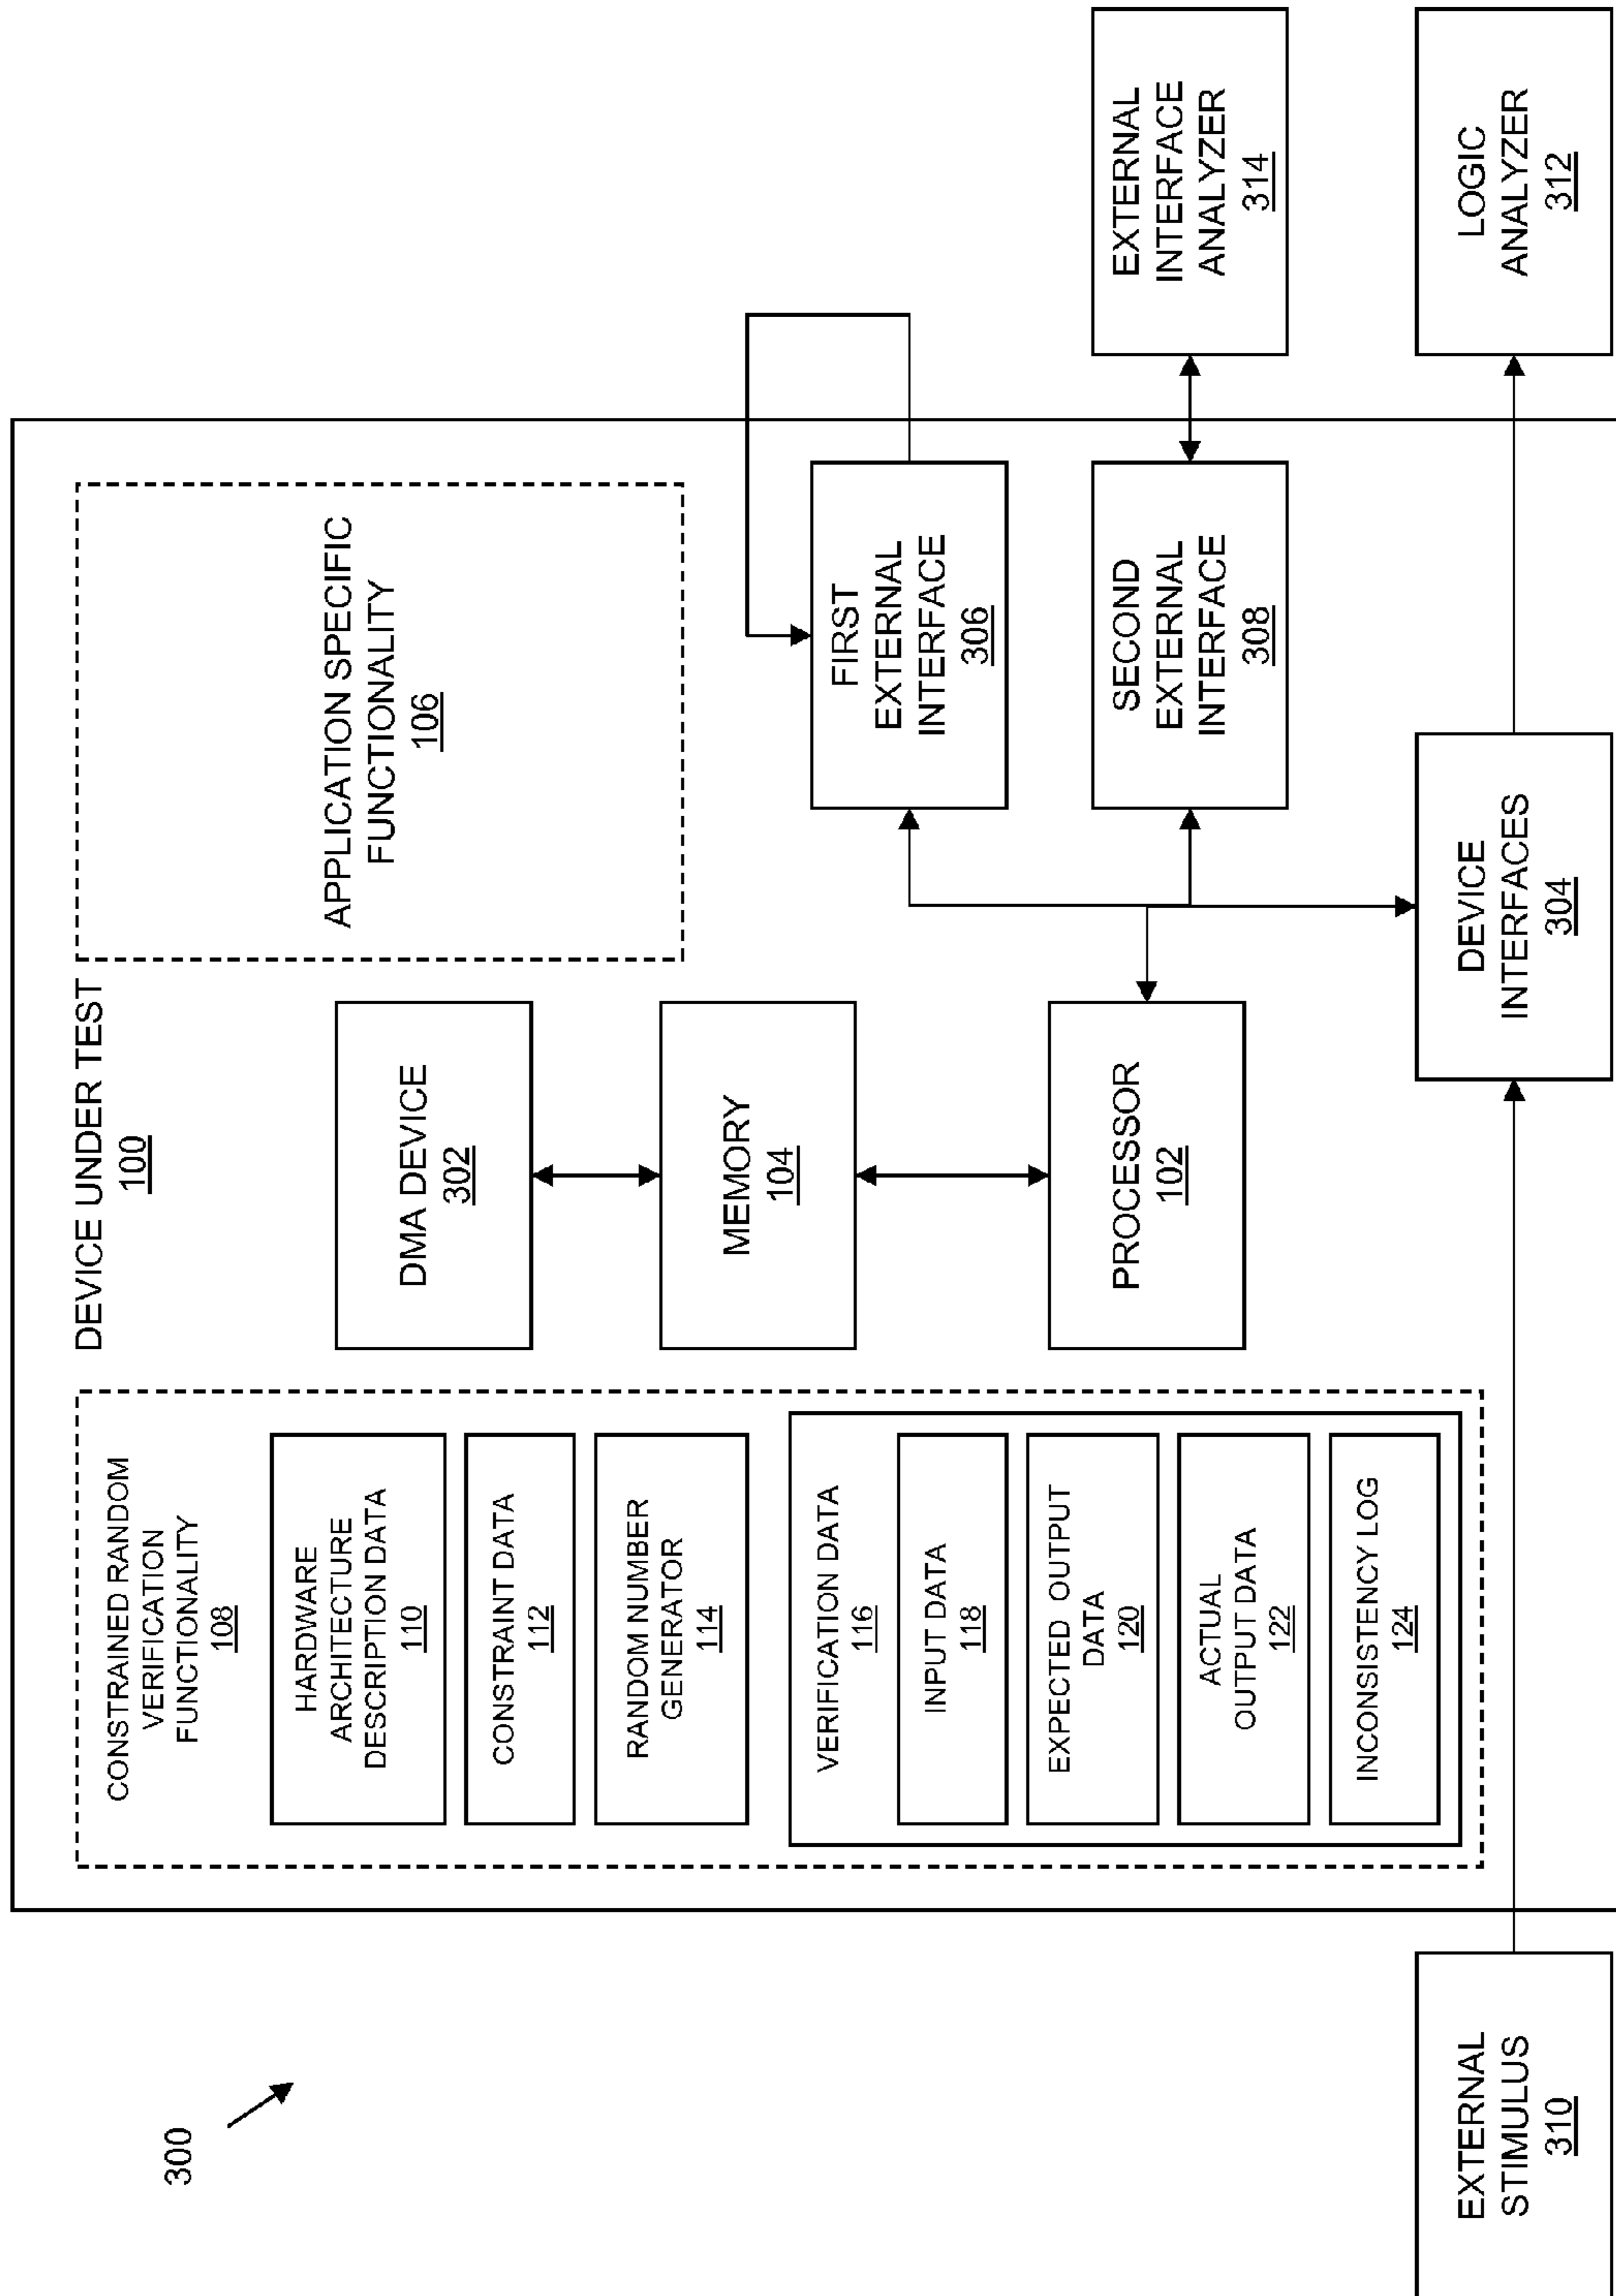 300
DEVICE UNDER TEST
100
CONSTRAINED RANDOM
VERIFICATION
FUNCTIONALITY
108
HARDWARE
ARCHITECTURE
DESCRIPTION DATA
110
CONSTRAINT DATA
112
RANDOM NUMBER
GENERATOR
114
VERIFICATION DATA
116
INPUT DATA
118
EXPECTED OUTPUT
DATA
120
ACTUAL
OUTPUT DATA
122
INCONSISTENCY LOG
124
DMA DEVICE
302
MEMORY
104
PROCESSOR
102
APPLICATION SPECIFIC
FUNCTIONALITY
106
FIRST
EXTERNAL
INTERFACE
306
SECOND
EXTERNAL
INTERFACE
308
EXTERNAL
INTERFACE
ANALYZER
314
EXTERNAL
STIMULUS
310
DEVICE
INTERFACES
304
LOGIC
ANALYZER
312